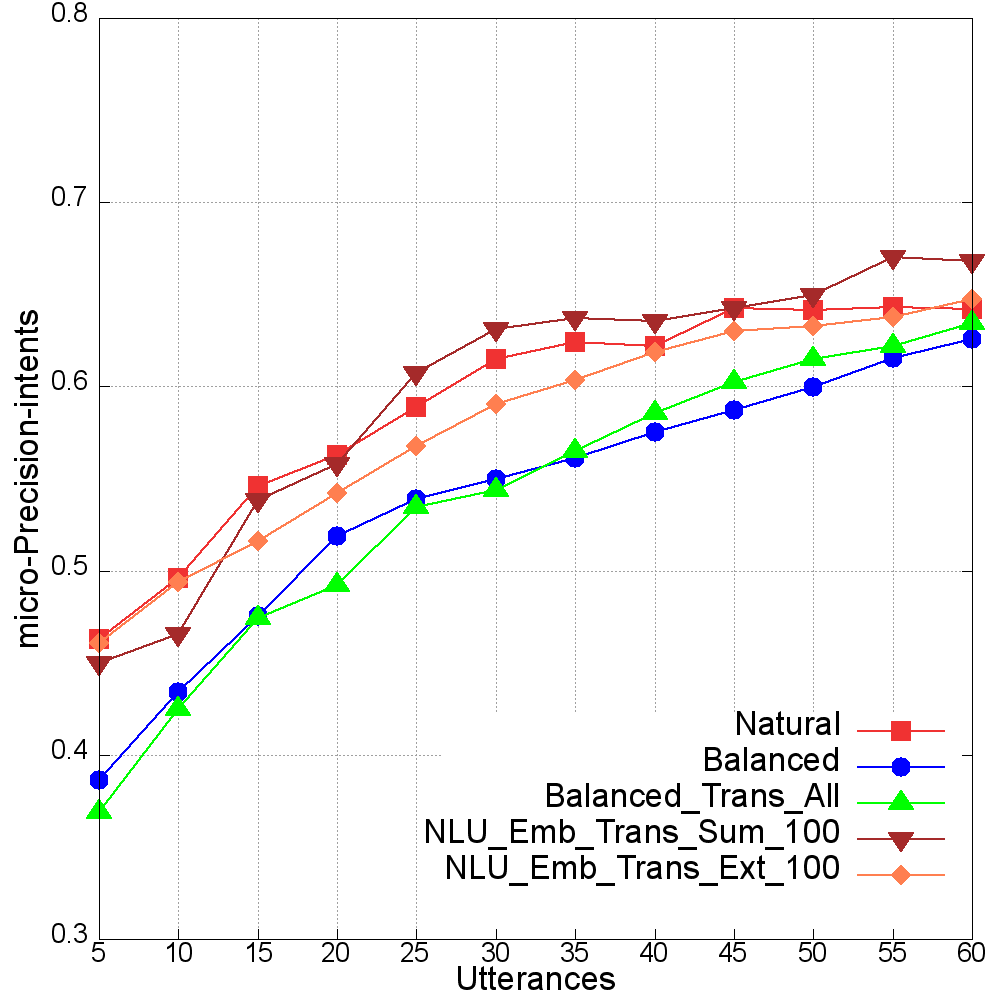 0.8
0.7
0.6
0.5
0.4
0.3
micro-Precision-intents
Natural
Balanced
Balanced_Trans_All
NLU_Emb_Trans_Sum_100
NLU_Emb_Trans_Ext_100
5 10 15 20 25 30 35 40 45 50 55 60
Utterances